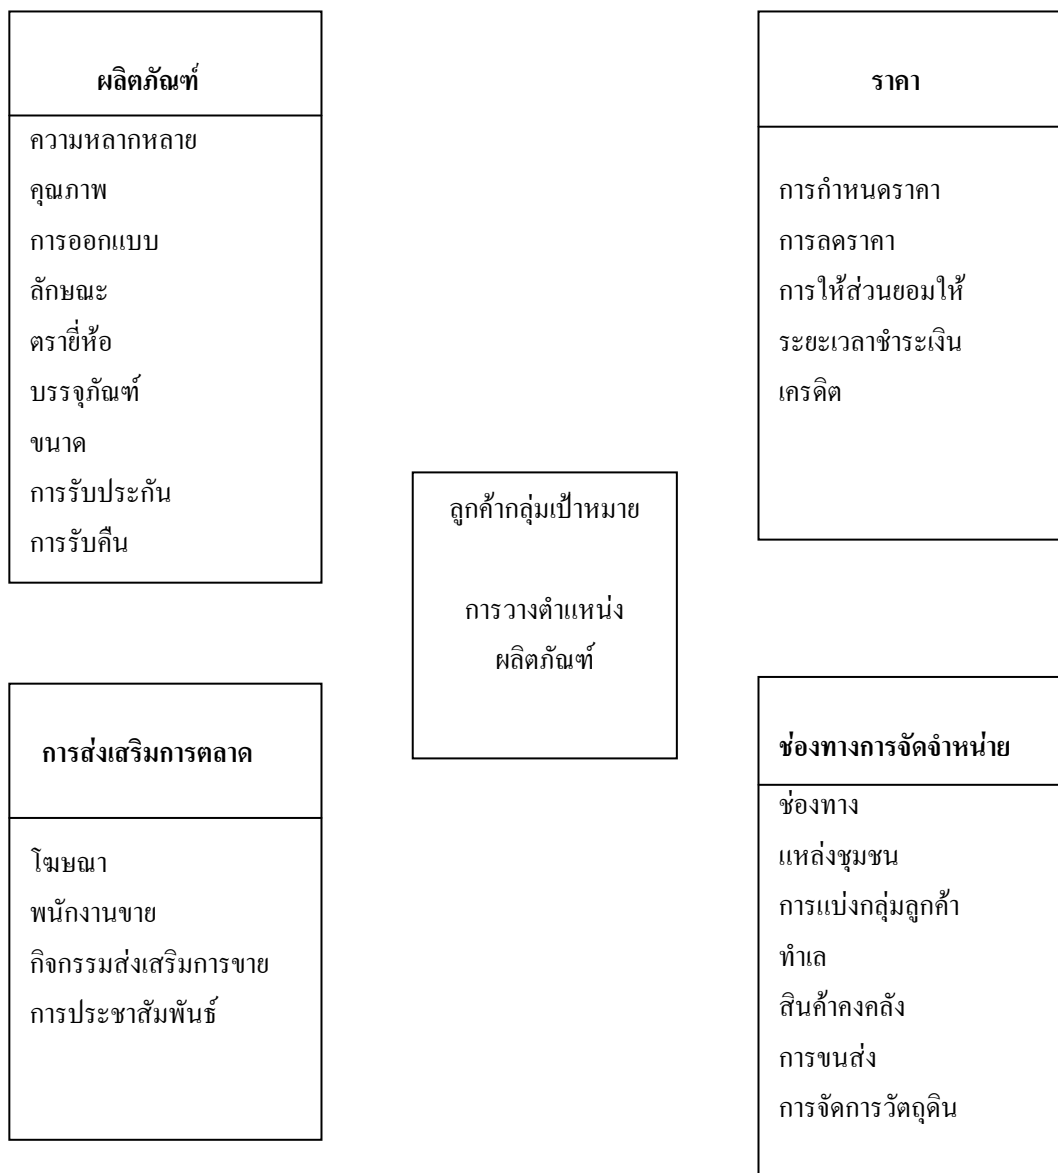 ผลิตภัณฑ์
ความหลากหลาย
คุณภาพ
การออกแบบ
ลักษณะ
ตรายี่ห้อ
บรรจุภัณฑ์
ขนาด
การรับประกัน
การรับคืน
ราคา
การกำหนดราคา
การลดราคา
การให้ส่วนยอมให้
ระยะเวลาชำระเงิน
เครดิต
ลูกค้ากลุ่มเป้าหมาย
การวางตำแหน่ง
ผลิตภัณฑ์
การส่งเสริมการตลาด
โฆษณา
พนักงานขาย
กิจกรรมส่งเสริมการขาย
การประชาสัมพันธ์
ช่องทางการจัดจำหน่าย
ช่องทาง
แหล่งชุมชน
การแบ่งกลุ่มลูกค้า
ทำเล
สินค้าคงคลัง
การขนส่ง
การจัดการวัตถุดิน